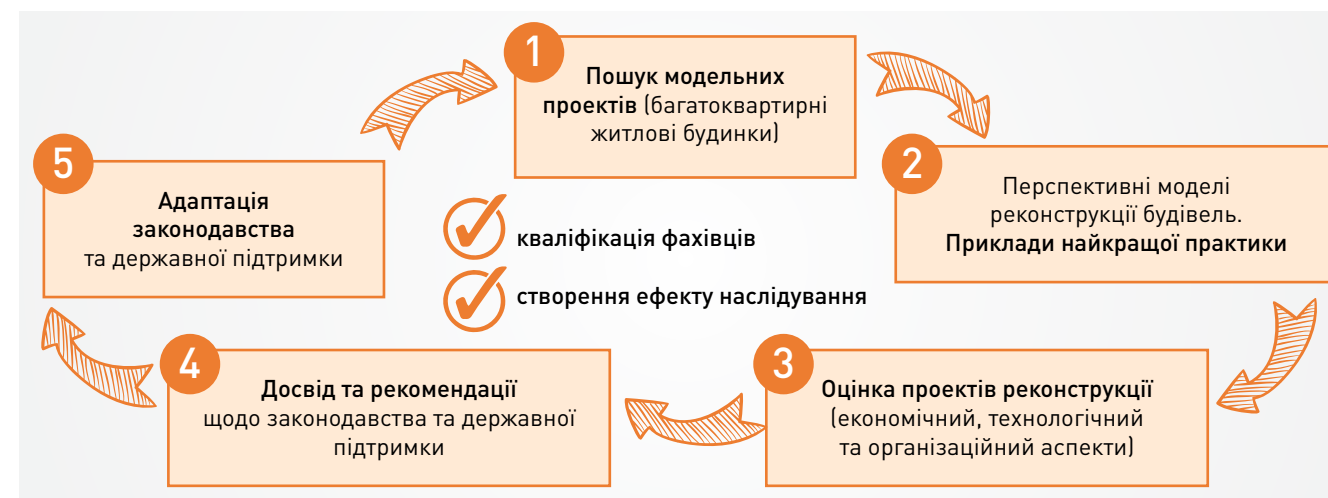 1
Пошук модельних
проектів (багатоквартирні
житлові будинки)
2
Перспективні моделі
реконструкції будівель.
Приклади найкращої практики
3
Оцінка проектів реконструкції
(економічний, технологічний
та організаційний аспекти)
4
Досвід та рекомендації
щодо законодавства та державної
підтримки
5
Адаптація
законодавства
та державної підтримки
кваліфікація фахівців
створення ефекту наслідування